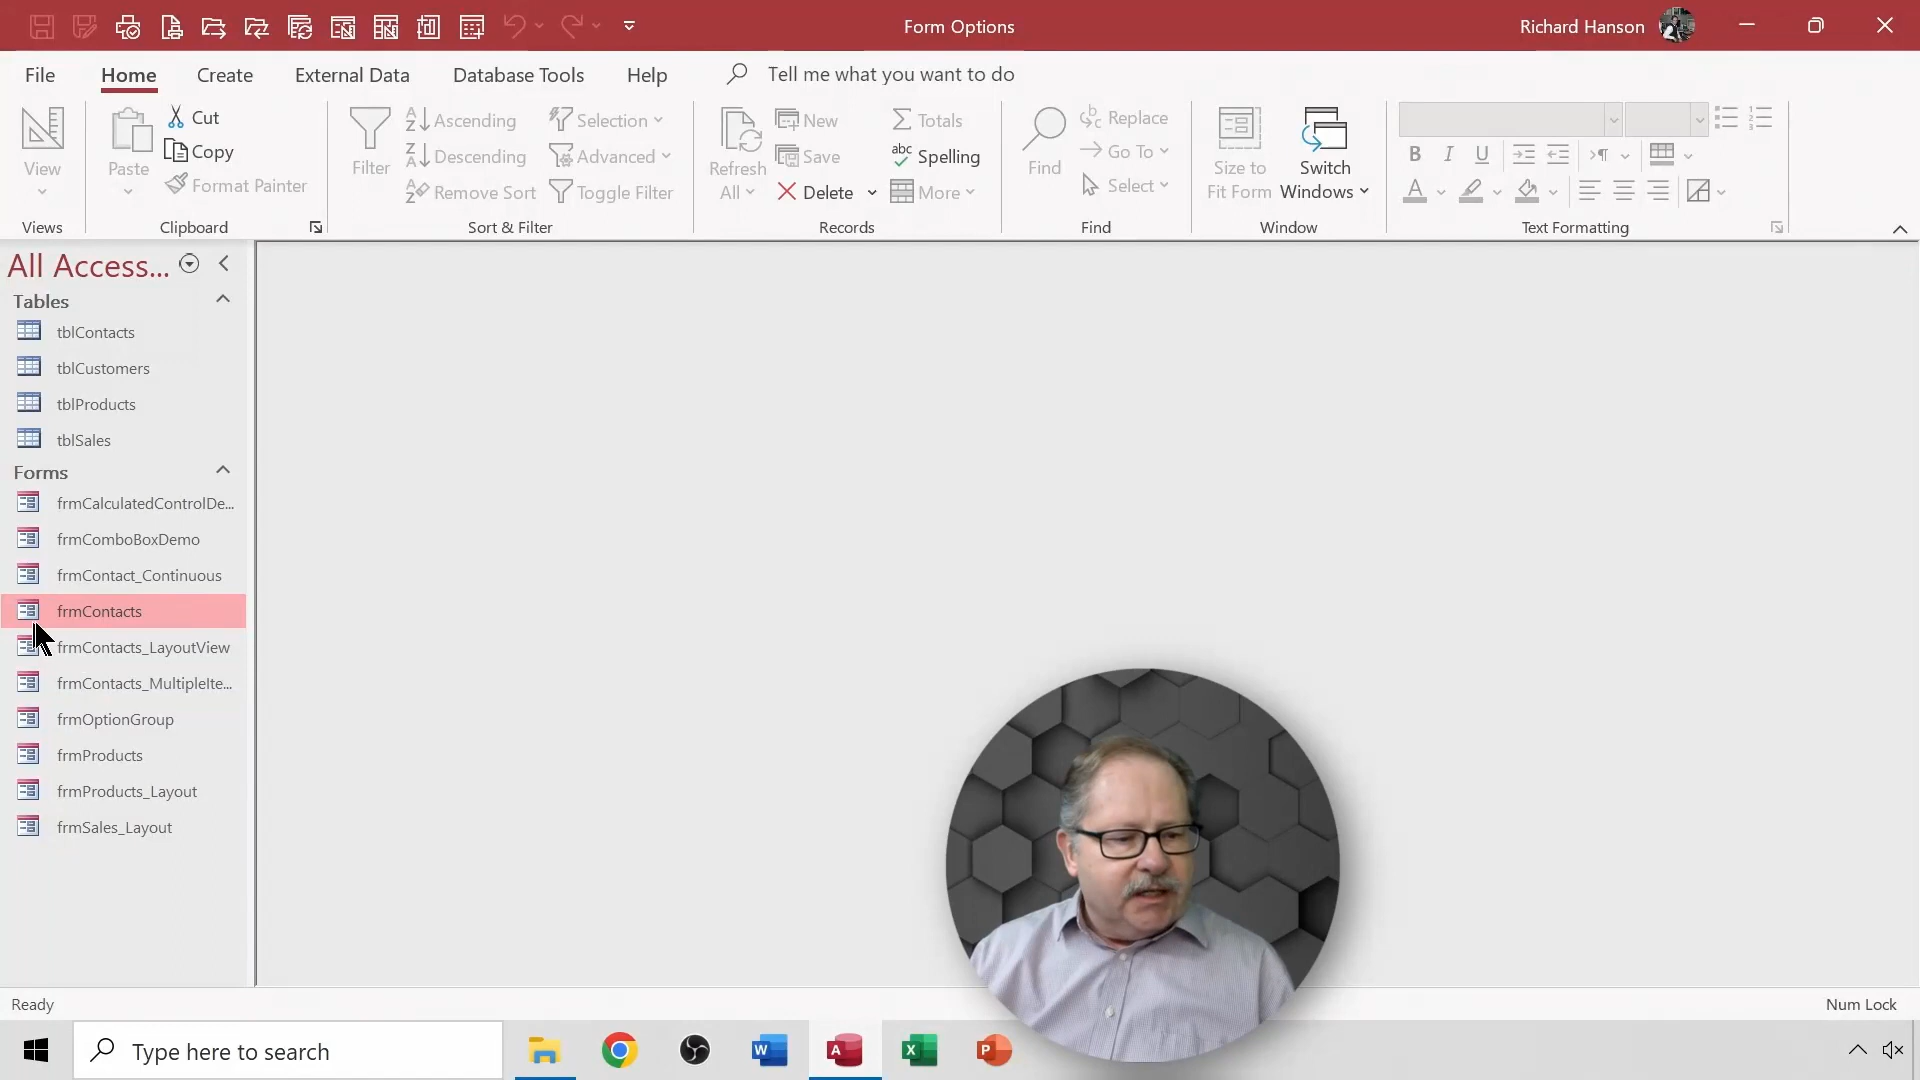 Form Options
Richard Hanson
File Home Create External Data Database Tools Help Tell me what you want to do
View
Views
Paste
Cut
Copy
Format Painter
Clipboard
Filter
Ascending
Descending
Remove Sort
Selection
Advanced
Toggle Filter
Sort & Filter
Refresh
All
New
Save
Delete
Totals
Spelling
More
Records
Find
Replace
Go To
Select
Find
Size to
Fit Form
Switch
Windows
Window
B I U
A
Text Formatting
All Access...
Tables
tblContacts
tblCustomers
tblProducts
tblSales
Forms
frmCalculatedControlDe...
frmComboBoxDemo
frmContact_Continuous
frmContacts
frmContacts_LayoutView
frmContacts_MultipleIte...
frmOptionGroup
frmProducts
frmProducts_Layout
frmSales_Layout
Ready
Num Lock
Type here to search